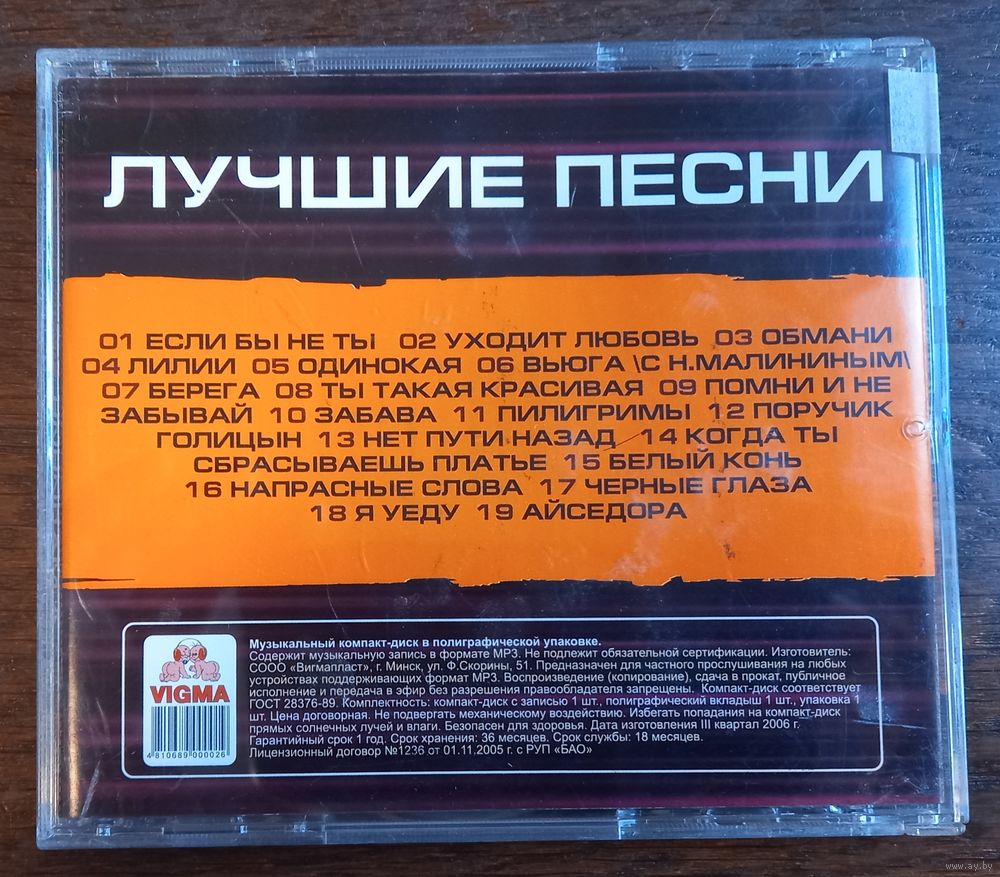 ЛУЧШИЕ ПЕСНИ
01 ЕСЛИ БЫ НЕ ТЫ 02 УХОДИТ ЛЮБОВЬ 03 ОБМАНИ
04 ЛИЛИИ 05 ОДИНОКАЯ 06 ВЬЮГА \С Н.МАЛИНИНЫМ\
07 БЕРЕГА 08 ТЫ ТАКАЯ КРАСИВАЯ 09 ПОМНИ И НЕ
ЗАБЫВАЙ 10 ЗАБАВА 11 ПИЛИГРИМЫ 12 ПОРУЧИК
ГОЛИЦЫН 13 НЕТ ПУТИ НАЗАД 14 КОГДА ТЫ
СБРАСЫВАЕШЬ ПЛАТЬЕ 15 БЕЛЫЙ КОНЬ
16 НАПРАСНЫЕ СЛОВА 17 ЧЕРНЫЕ ГЛАЗА
18 Я УЕДУ 19 АЙСЕДОРА
Музыкальный компакт-диск в полиграфической упаковке.
Содержит музыкальную запись в формате MP3. Не подлежит обязательной сертификации. Изготовитель:
СООО «Вигмапласт», г. Минск, ул. Ф.Скорины, 51. Предназначен для частного прослушивания на любых
устройствах поддерживающих формат MP3. Воспроизведение (копирование), сдача в прокат, публичное
исполнение и передача в эфир без разрешения правообладателя запрещены. Компакт-диск соответствует
ГОСТ 28376-89. Комплектность: компакт-диск с записью 1 шт., полиграфический вкладыш 1 шт., упаковка 1
шт. Цена договорная. Не подвергать механическому воздействию. Избегать попадания на компакт-диск
прямых солнечных лучей и влаги. Безопасен для здоровья. Дата изготовления III квартал 2006 г.
Гарантийный срок 1 год. Срок хранения: 36 месяцев. Срок службы: 18 месяцев.
Лицензионный договор №1236 от 01.11.2005 г. с РУП «БАО»
VIGMA
4 810689 000026
www.ay.by